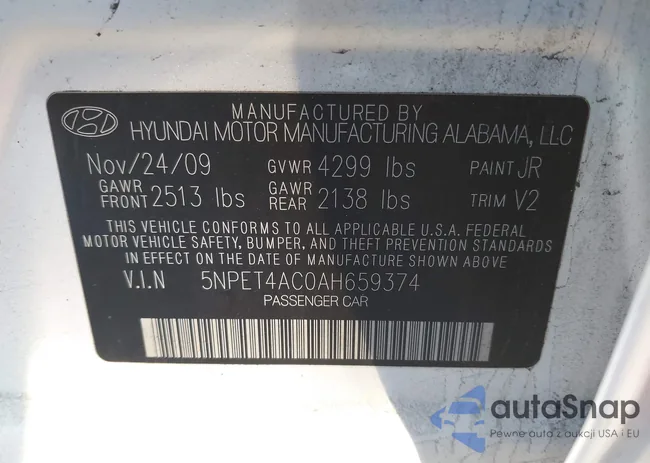 MANUFACTURED BY
HYUNDAI MOTOR MANUFACTURING ALABAMA, LLC
Nov/24/09 GVWR 4299 lbs PAINT JR
GAWR FRONT 2513 lbs GAWR REAR 2138 lbs TRIM V2
THIS VEHICLE CONFORMS TO ALL APPLICABLE U.S.A. FEDERAL
MOTOR VEHICLE SAFETY, BUMPER, AND THEFT PREVENTION STANDARDS
IN EFFECT ON THE DATE OF MANUFACTURE SHOWN ABOVE
V.I.N 5NPET4AC0AH659374
PASSENGER CAR
autoSnap
Pewne auta z aukcji USA i EU